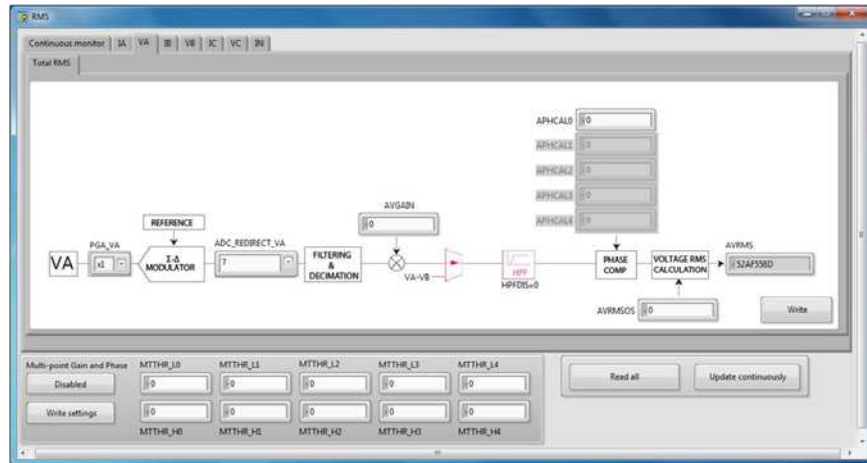 RMS
Continuous monitor IA VA IB VB IC VC IN
Total RMS
APHCAL0 0
APHCAL1 0
APHCAL2 0
APHCAL3 0
APHCAL4 0
AVGAIN
0
REFERENCE
VA
PGA_VA
x1
Σ-Δ
MODULATOR
ADC_REDIRECT_VA
7
FILTERING
&
DECIMATION
VA-VB
HPF
HPFDIS=0
PHASE
COMP
VOLTAGE RMS
CALCULATION
AVRMS
52AF558D
AVRMSOS 0
Write
Multi-point Gain and Phase
Disabled
Write settings
MTTHR_L0 MTTHR_L1 MTTHR_L2 MTTHR_L3 MTTHR_L4
0 0 0 0 0
0 0 0 0 0
MTTHR_H0 MTTHR_H1 MTTHR_H2 MTTHR_H3 MTTHR_H4
Read all
Update continuously